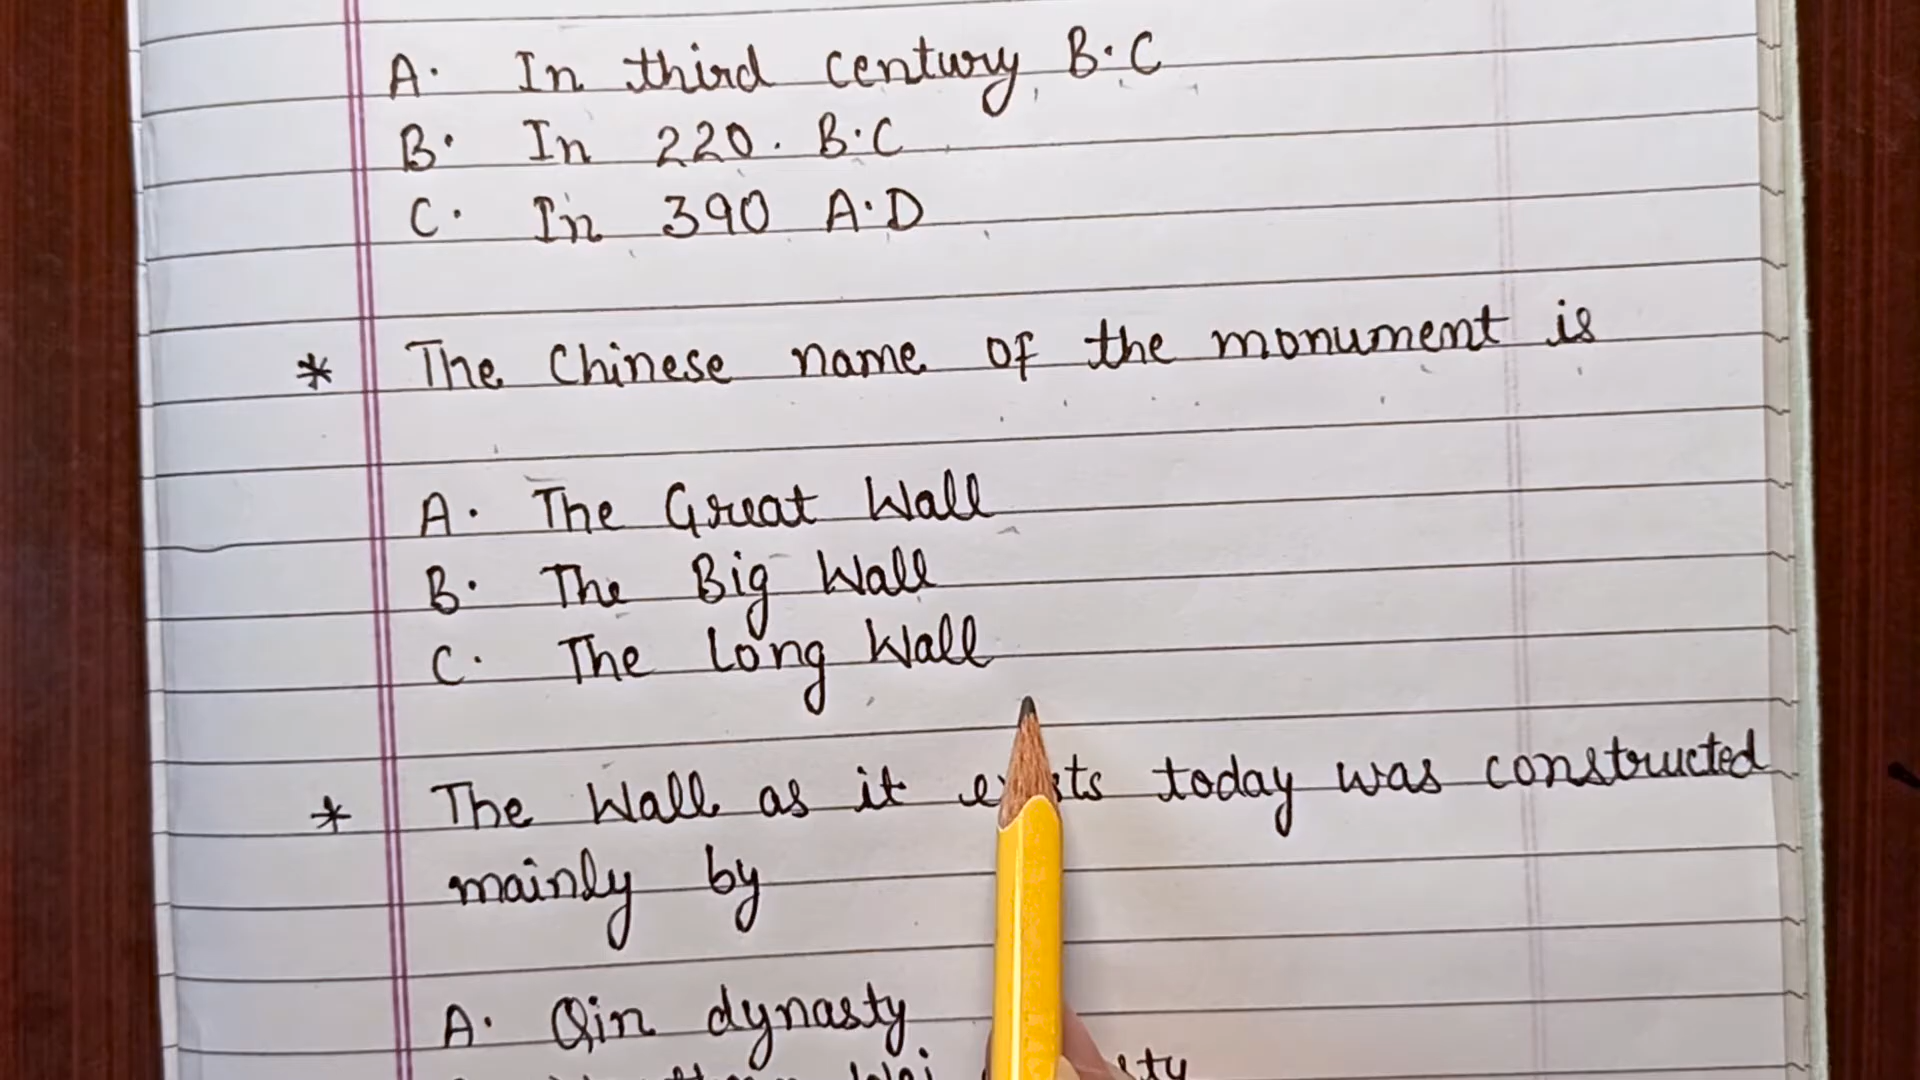 A. In third century B.C
B. In 220. B.C
C. In 390 A.D
* The Chinese name of the monument is
A. The Great Wall
B. The Big Wall
C. The Long Wall
* The Wall as it today was constructed
mainly by
A. Qin dynasty